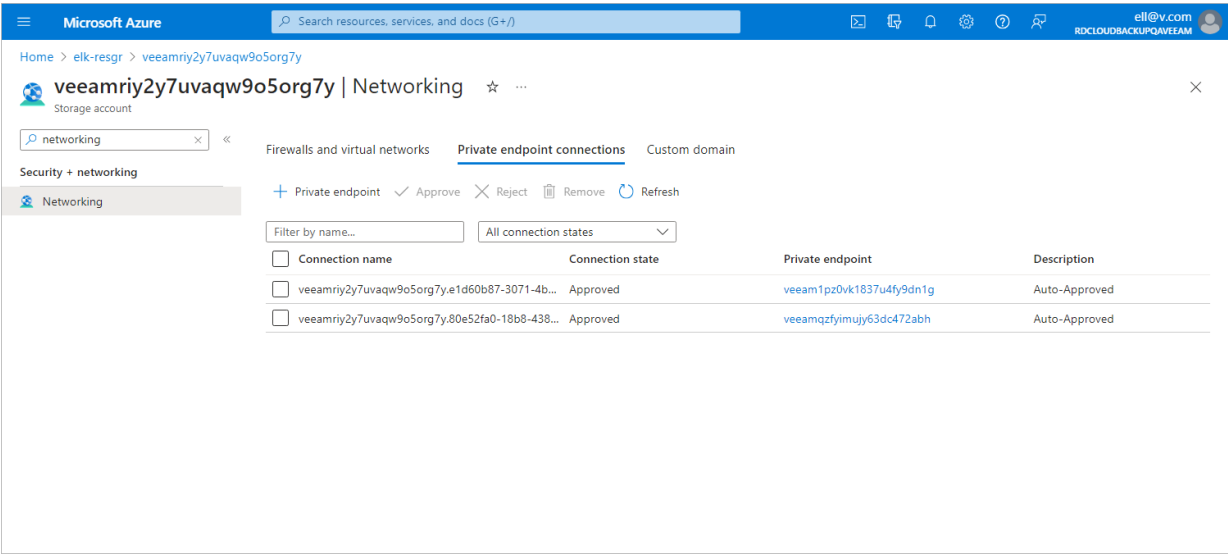 Microsoft Azure
Search resources, services, and docs (G+/)
ell@v.com
RDCLOUDBACKUPQAVEEAM
Home > elk-resgr > veeamriy2y7uvaqw9o5org7y
veeamriy2y7uvaqw9o5org7y | Networking
Storage account
networking
Security + networking
Networking
Firewalls and virtual networks Private endpoint connections Custom domain
Private endpoint Approve Reject Remove Refresh
Filter by name... All connection states
Connection name Connection state Private endpoint Description
veeamriy2y7uvaqw9o5org7y.e1d60b87-3071-4b... Approved veeam1pz0vk1837u4fy9dn1g Auto-Approved
veeamriy2y7uvaqw9o5org7y.80e52fa0-18b8-438... Approved veeamqzfyimujy63dc472abh Auto-Approved